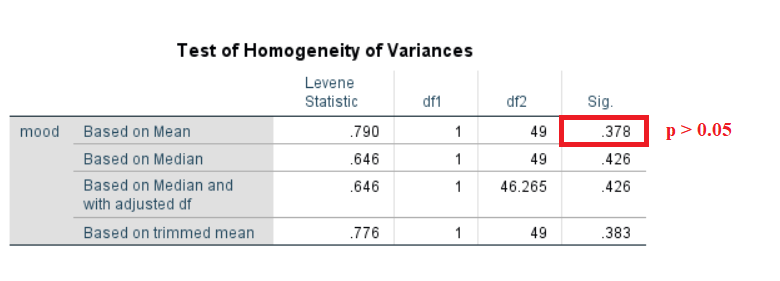 Test of Homogeneity of Variances
Levene
Statistic df1 df2 Sig.
mood Based on Mean .790 1 49 .378 p > 0.05
Based on Median .646 1 49 .426
Based on Median and .646 1 46.265 .426
with adjusted df
Based on trimmed mean .776 1 49 .383